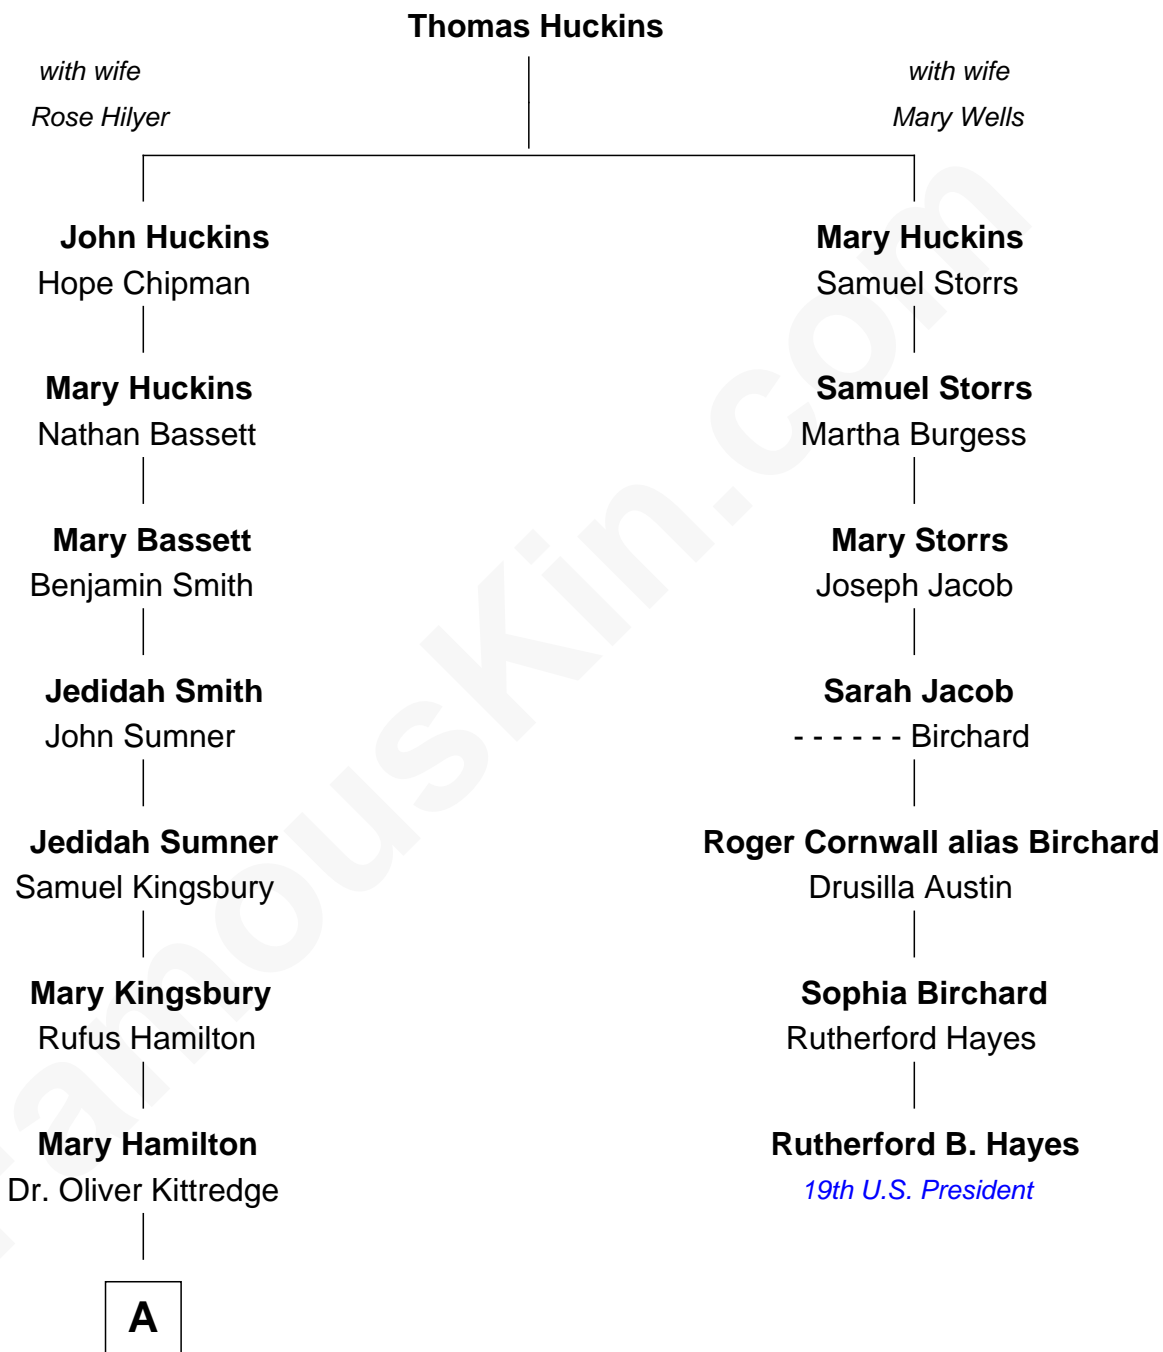 Thomas Huckins
with wife
Rose Hilyer
with wife
Mary Wells
John Huckins
Hope Chipman
Mary Huckins
Nathan Bassett
Mary Bassett
Benjamin Smith
Jedidah Smith
John Sumner
Jedidah Sumner
Samuel Kingsbury
Mary Kingsbury
Rufus Hamilton
Mary Hamilton
Dr. Oliver Kittredge
A
Mary Huckins
Samuel Storrs
Samuel Storrs
Martha Burgess
Mary Storrs
Joseph Jacob
Sarah Jacob
- - - - - - Birchard
Roger Cornwall alias Birchard
Drusilla Austin
Sophia Birchard
Rutherford Hayes
Rutherford B. Hayes
19th U.S. President
FamousKin.com